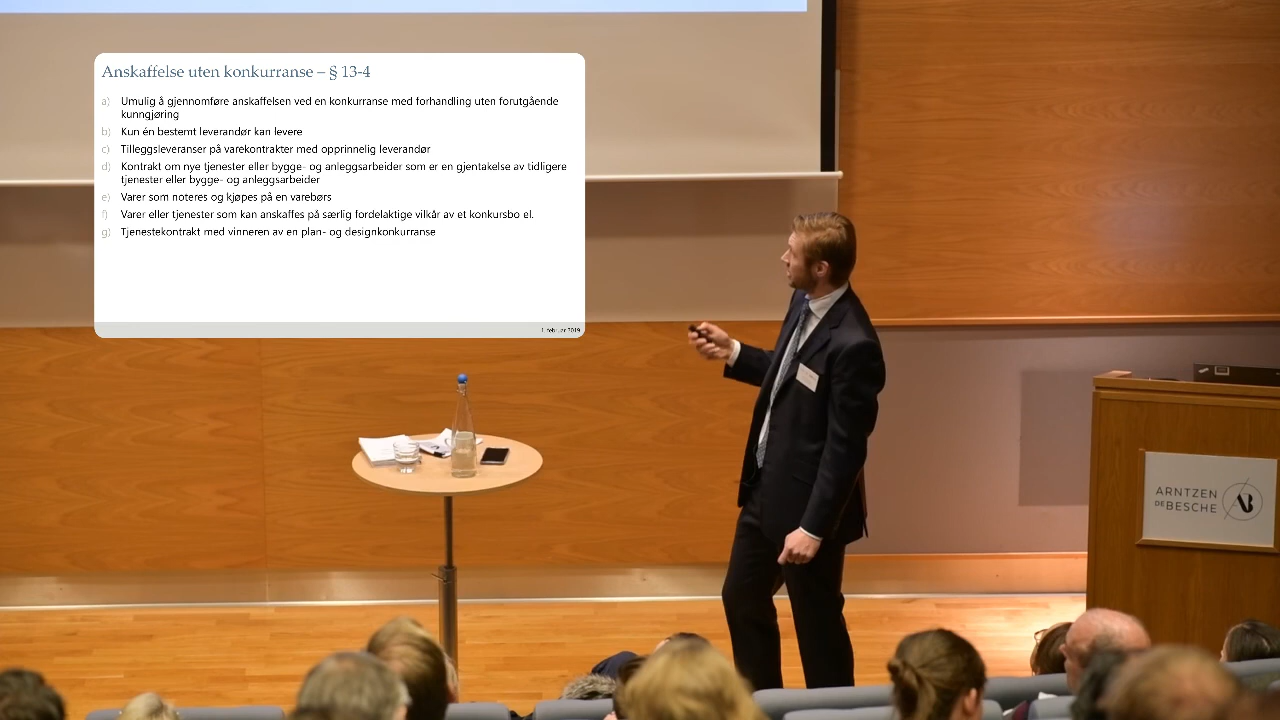 Anskaffelse uten konkurranse – § 13-4
a) Umulig å gjennomføre anskaffelsen ved en konkurranse med forhandling uten forutgående
kunngjøring
b) Kun én bestemt leverandør kan levere
c) Tilleggsleveranser på varekontrakter med opprinnelig leverandør
d) Kontrakt om nye tjenester eller bygge- og anleggsarbeider som er en gjentakelse av tidligere
tjenester eller bygge- og anleggsarbeider
e) Varer som noteres og kjøpes på en varebørs
f) Varer eller tjenester som kan anskaffes på særlig fordelaktige vilkår av et konkursbo el.
g) Tjenestekontrakt med vinneren av en plan- og designkonkurranse
1. februar 2019
ARNTZEN
DE BESCHE